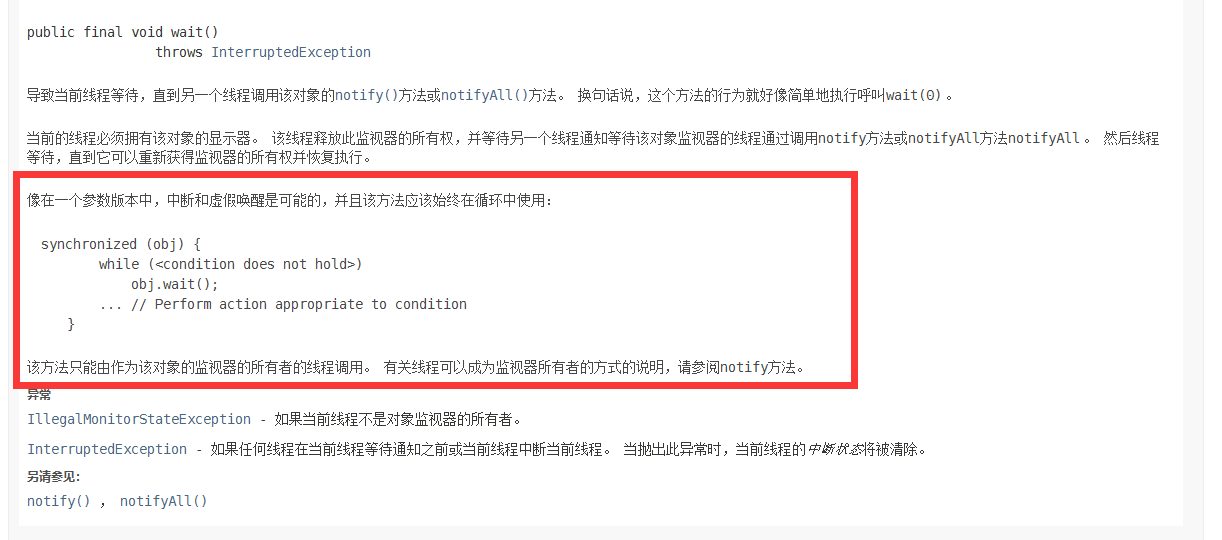 public final void wait()
throws InterruptedException
导致当前线程等待，直到另一个线程调用该对象的notify()方法或notifyAll()方法。 换句话说，这个方法的行为就好像简单地执行呼叫wait(0) 。
当前的线程必须拥有该对象的显示器。 该线程释放此监视器的所有权，并等待另一个线程通知等待该对象监视器的线程通过调用notify方法或notifyAll方法notifyAll 。 然后线程
等待，直到它可以重新获得监视器的所有权并恢复执行。
像在一个参数版本中，中断和虚假唤醒是可能的，并且该方法应该始终在循环中使用：
synchronized (obj) {
while (<condition does not hold>)
obj.wait();
... // Perform action appropriate to condition
}
该方法只能由作为该对象的监视器的所有者的线程调用。 有关线程可以成为监视器所有者的方式的说明，请参阅notify方法。
异常
IllegalMonitorStateException - 如果当前线程不是对象监视器的所有者。
InterruptedException - 如果任何线程在当前线程等待通知之前或当前线程中断当前线程。 当抛出此异常时，当前线程的中断状态将被清除。
另请参见：
notify() ， notifyAll()